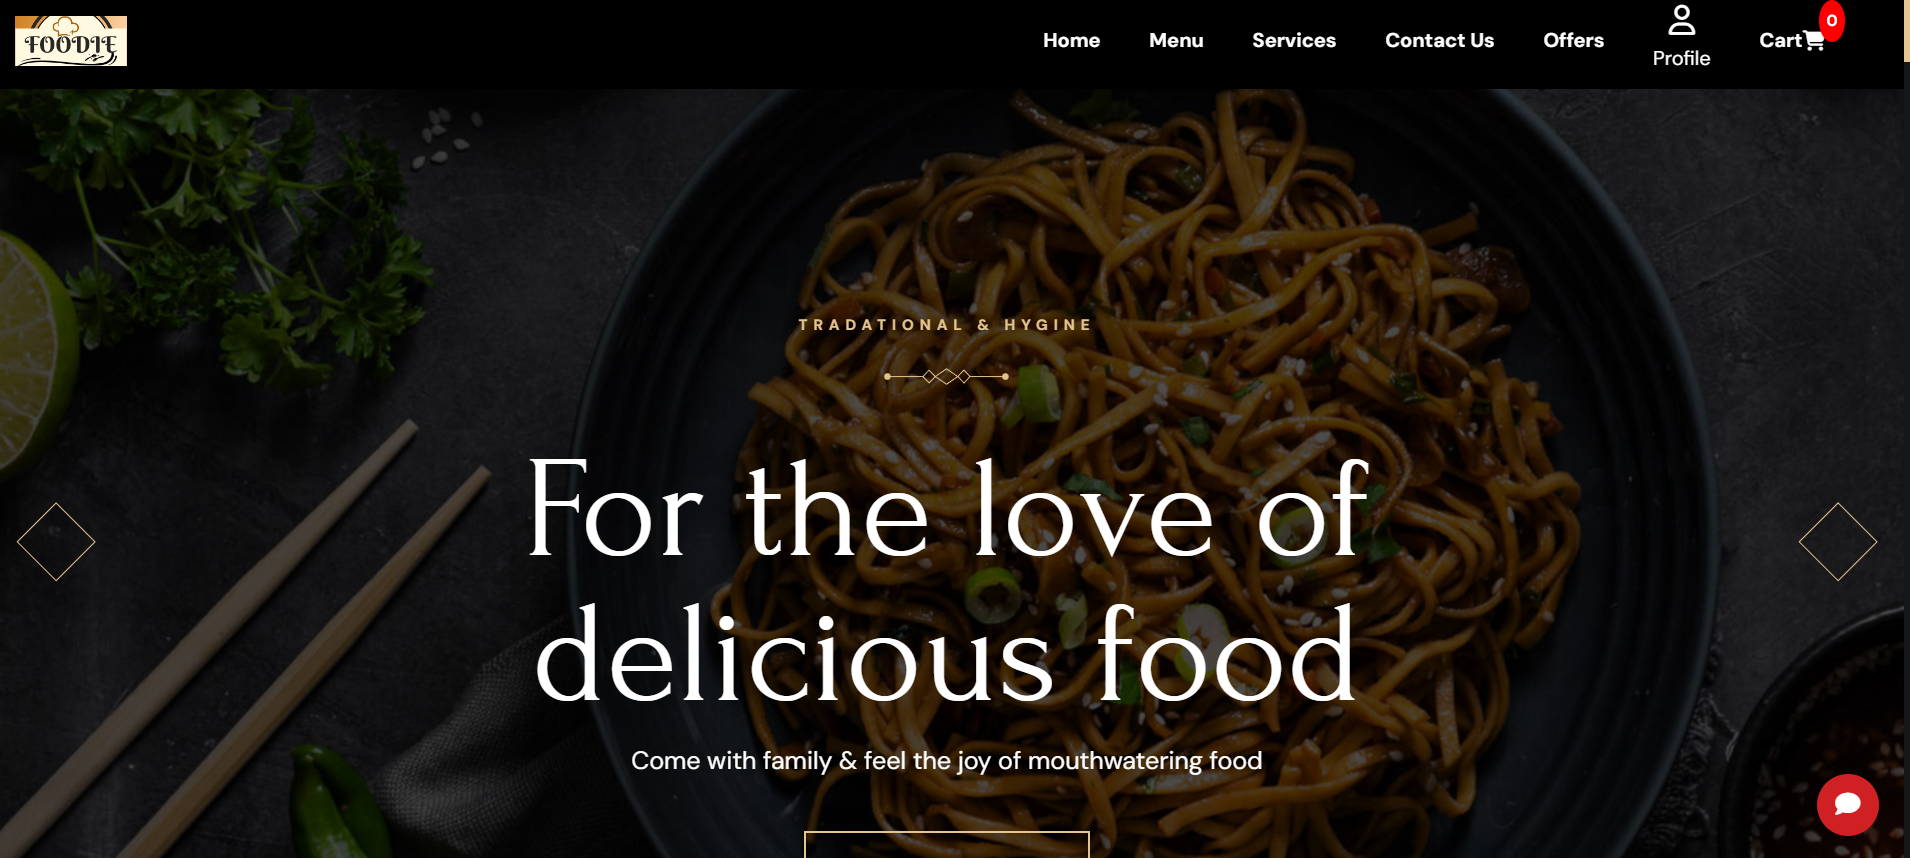 FOODIE
Home Menu Services Contact Us Offers Profile Cart 0
TRADATIONAL & HYGINE
For the love of
delicious food
Come with family & feel the joy of mouthwatering food